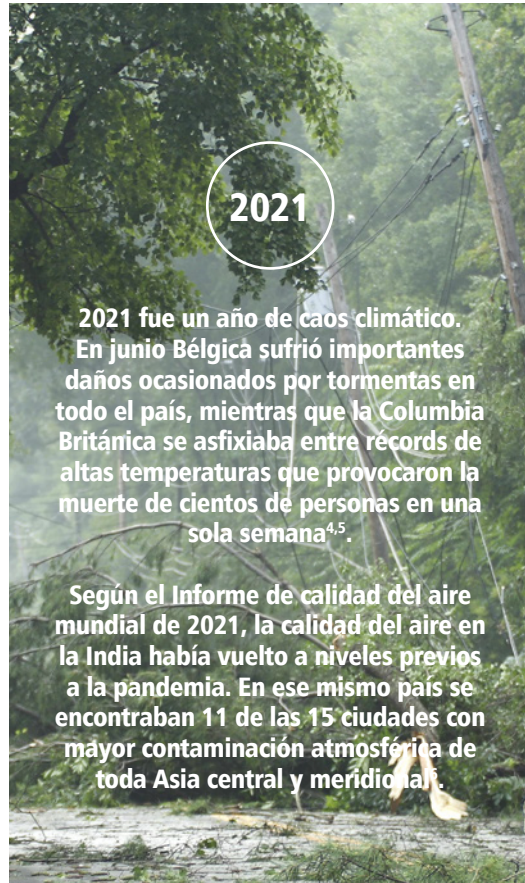 2021
2021 fue un año de caos climático.
En junio Bélgica sufrió importantes
daños ocasionados por tormentas en
todo el país, mientras que la Columbia
Británica se asfixiaba entre récords de
altas temperaturas que provocaron la
muerte de cientos de personas en una
sola semana⁴,⁵.
Según el Informe de calidad del aire
mundial de 2021, la calidad del aire en
la India había vuelto a niveles previos
a la pandemia. En ese mismo país se
encontraban 11 de las 15 ciudades con
mayor contaminación atmosférica de
toda Asia central y meridional.